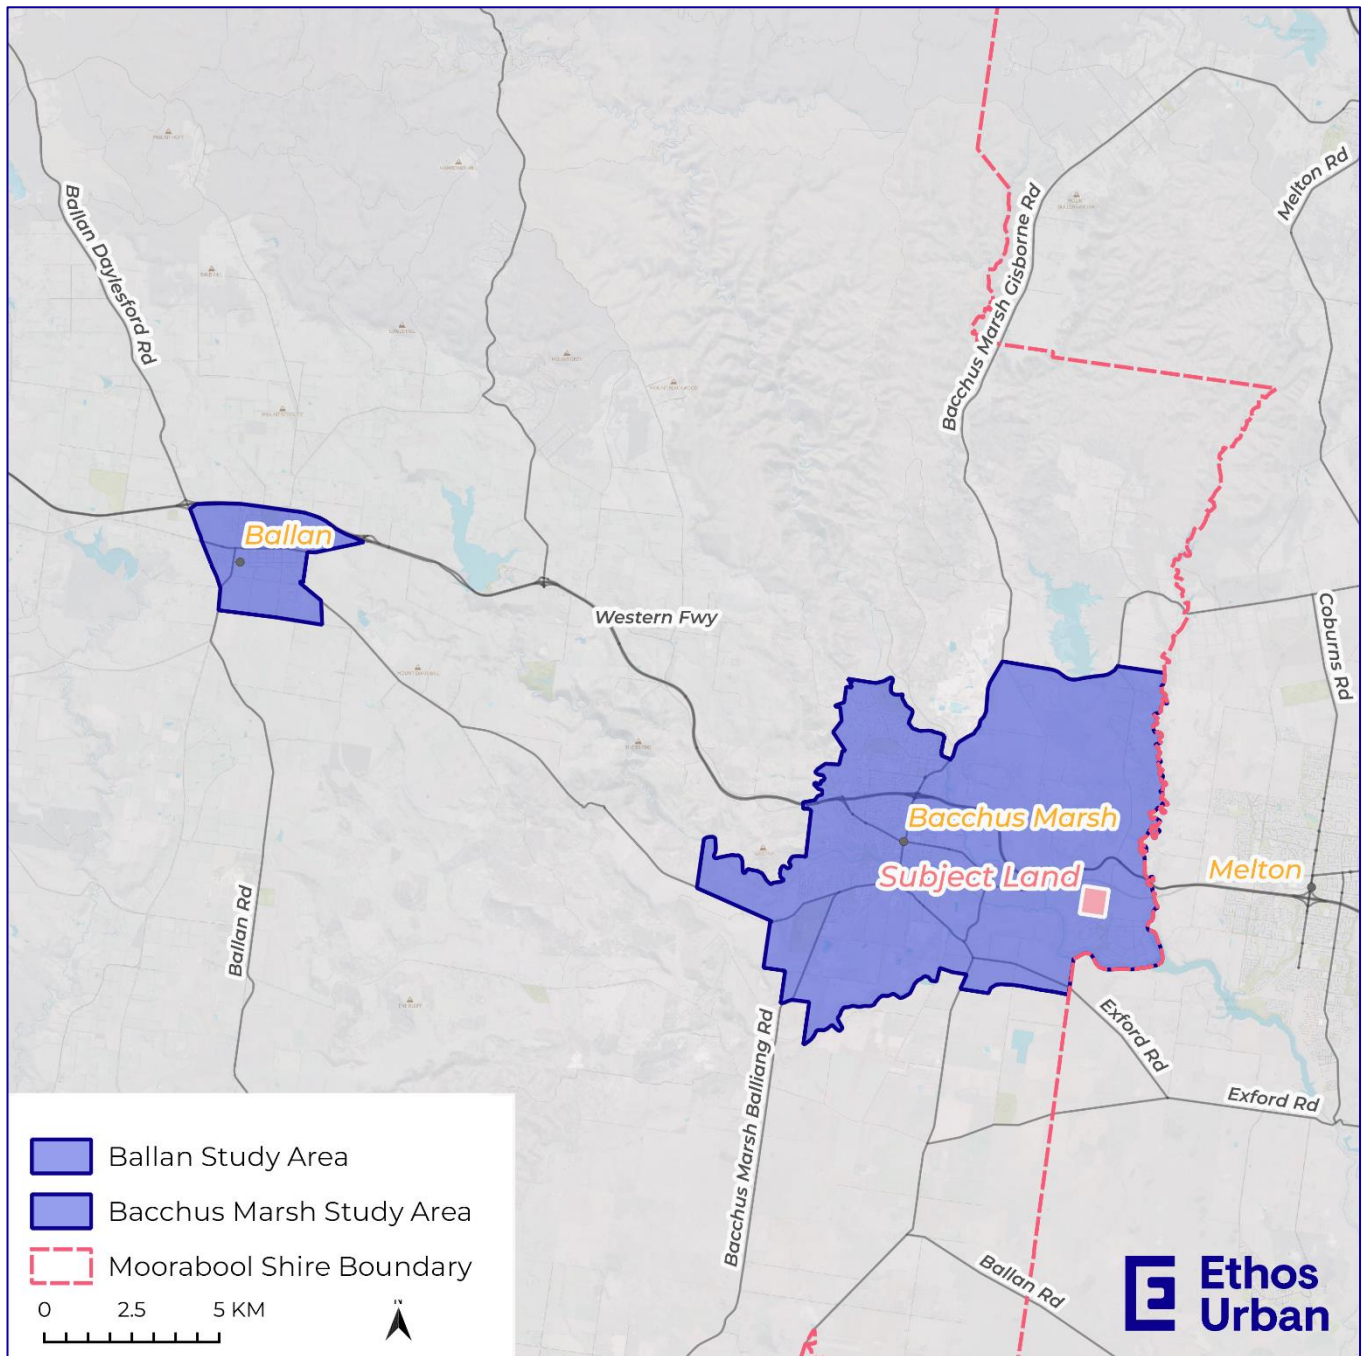 Melton Rd
Ballan Daylesford Rd
Bacchus Marsh Gisborne Rd
Ballan
Western Fwy
Coburns Rd
Bacchus Marsh
Subject Land
Melton
Ballan Rd
Exford Rd
Exford Rd
Bacchus Marsh Balliang Rd
Ballan Rd
Ballan Study Area
Bacchus Marsh Study Area
Moorabool Shire Boundary
0 2.5 5 KM
N
Ethos
Urban